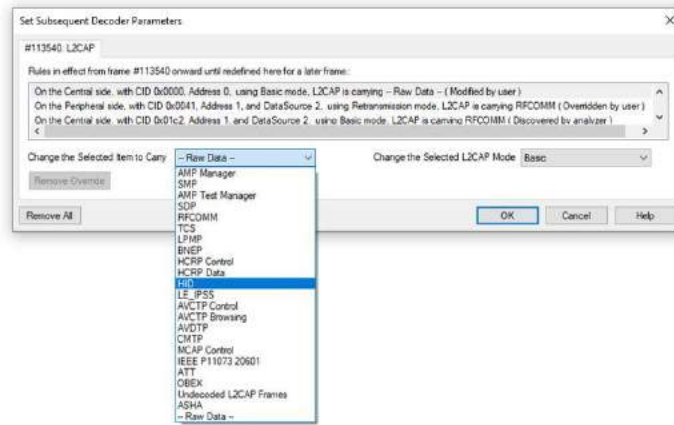 Set Subsequent Decoder Parameters
#113540: L2CAP
Rules in effect from frame #113540 onward until redefined here for a later frame:
On the Central side, with CID 0x0000, Address 0, using Basic mode, L2CAP is carrying -- Raw Data -- ( Modified by user )
On the Peripheral side, with CID 0x0041, Address 1, and DataSource 2, using Retransmission mode, L2CAP is carrying RFCOMM ( Overridden by user )
On the Central side, with CID 0x01c2, Address 1, and DataSource 2, using Basic mode, L2CAP is carrying RFCOMM ( Discovered by analyzer )
Change the Selected Item to Carry -- Raw Data -- Change the Selected L2CAP Mode Basic
Remove Override
Remove All OK Cancel Help
AMP Manager
SMP
AMP Test Manager
SDP
RFCOMM
TCS
LPMP
BNEP
HCRP Control
HCRP Data
HID
LE_IPSS
AVCTP Control
AVCTP Browsing
AVDTP
CMTP
MCAP Control
IEEE P11073 20601
ATT
OBEX
Undecoded L2CAP Frames
ASHA
-- Raw Data --